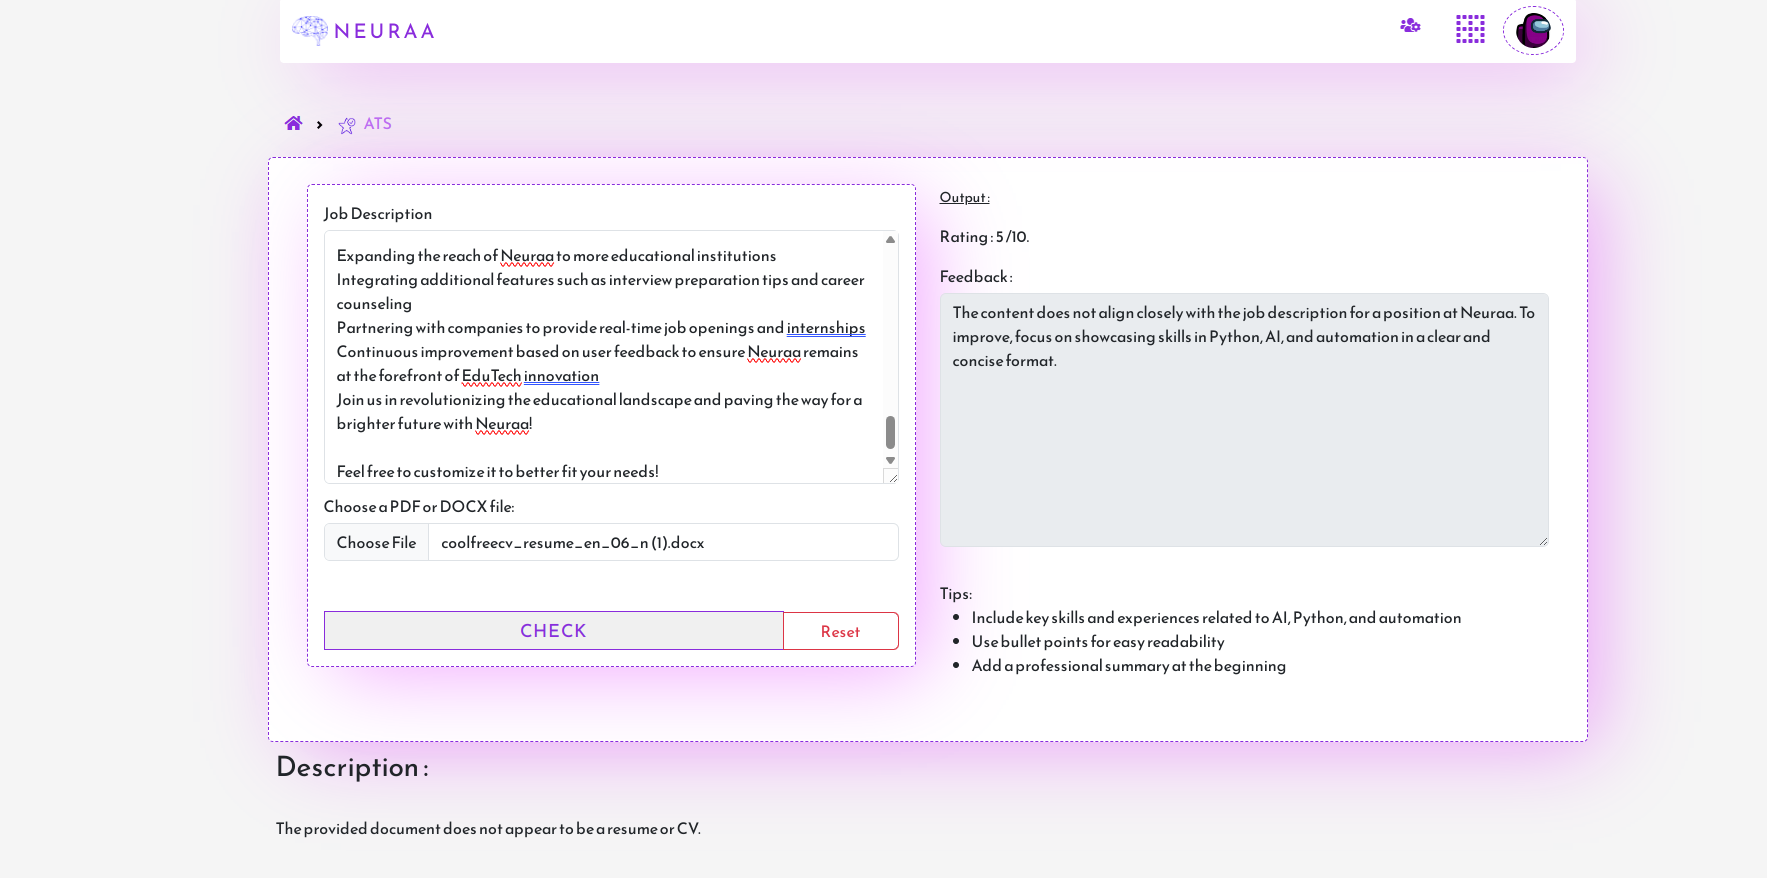 NEURAA
ATS
Job Description
Expanding the reach of Neuraa to more educational institutions
Integrating additional features such as interview preparation tips and career
counseling
Partnering with companies to provide real-time job openings and internships
Continuous improvement based on user feedback to ensure Neuraa remains
at the forefront of EduTech innovation
Join us in revolutionizing the educational landscape and paving the way for a
brighter future with Neuraa!
Feel free to customize it to better fit your needs!
Choose a PDF or DOCX file:
Choose File coolfreecv_resume_en_06_n (1).docx
CHECK Reset
Output :
Rating : 5 /10.
Feedback :
The content does not align closely with the job description for a position at Neuraa. To
improve, focus on showcasing skills in Python, AI, and automation in a clear and
concise format.
Tips:
• Include key skills and experiences related to AI, Python, and automation
• Use bullet points for easy readability
• Add a professional summary at the beginning
Description :
The provided document does not appear to be a resume or CV.